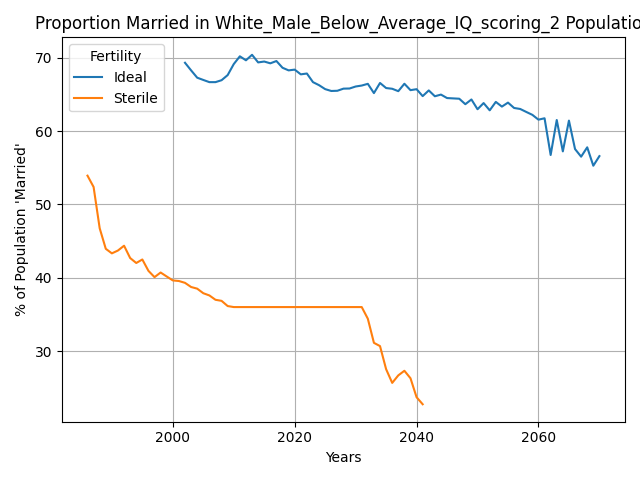 Proportion Married in White_Male_Below_Average_IQ_scoring_2 Populatio
Fertility
Ideal
Sterile
% of Population 'Married'
70
60
50
40
30
2000 2020 2040 2060
Years